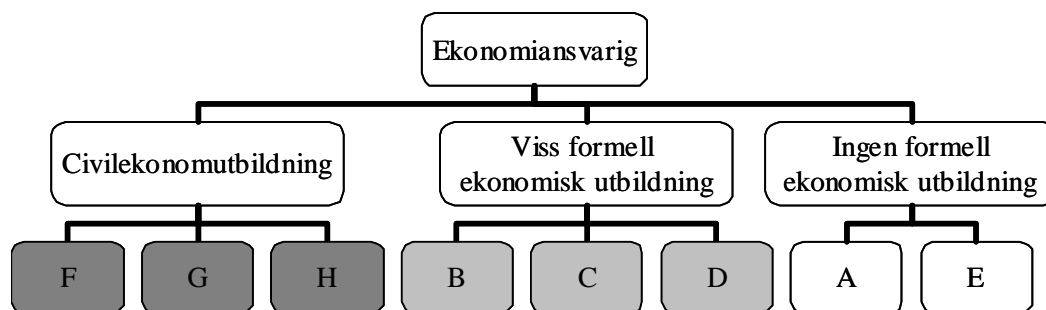 Ekonomiansvarig
Civilekonomutbildning
Viss formell
ekonomisk utbildning
Ingen formell
ekonomisk utbildning
F
G
H
B
C
D
A
E